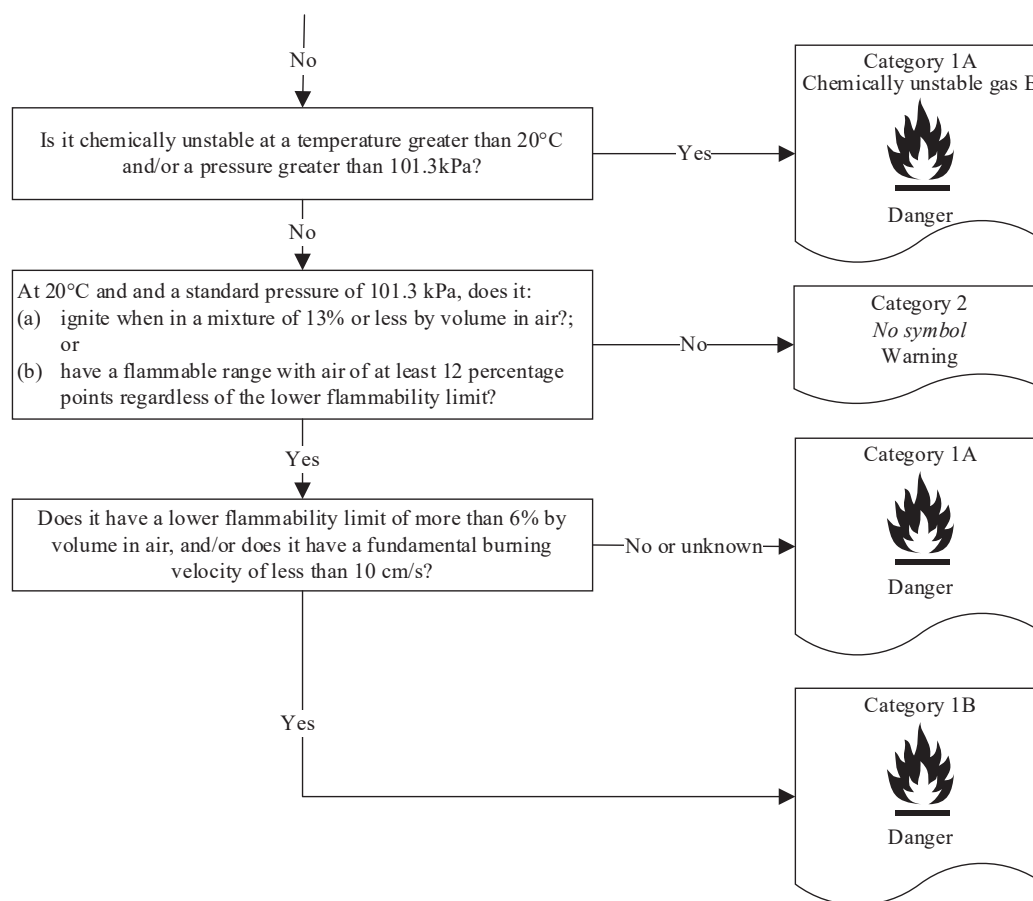 No
Is it chemically unstable at a temperature greater than 20°C
and/or a pressure greater than 101.3kPa?
Yes
Category 1A
Chemically unstable gas B
Danger
No
At 20°C and and a standard pressure of 101.3 kPa, does it:
(a) ignite when in a mixture of 13% or less by volume in air?;
or
(b) have a flammable range with air of at least 12 percentage
points regardless of the lower flammability limit?
No
Category 2
No symbol
Warning
Yes
Does it have a lower flammability limit of more than 6% by
volume in air, and/or does it have a fundamental burning
velocity of less than 10 cm/s?
No or unknown
Category 1A
Danger
Yes
Category 1B
Danger